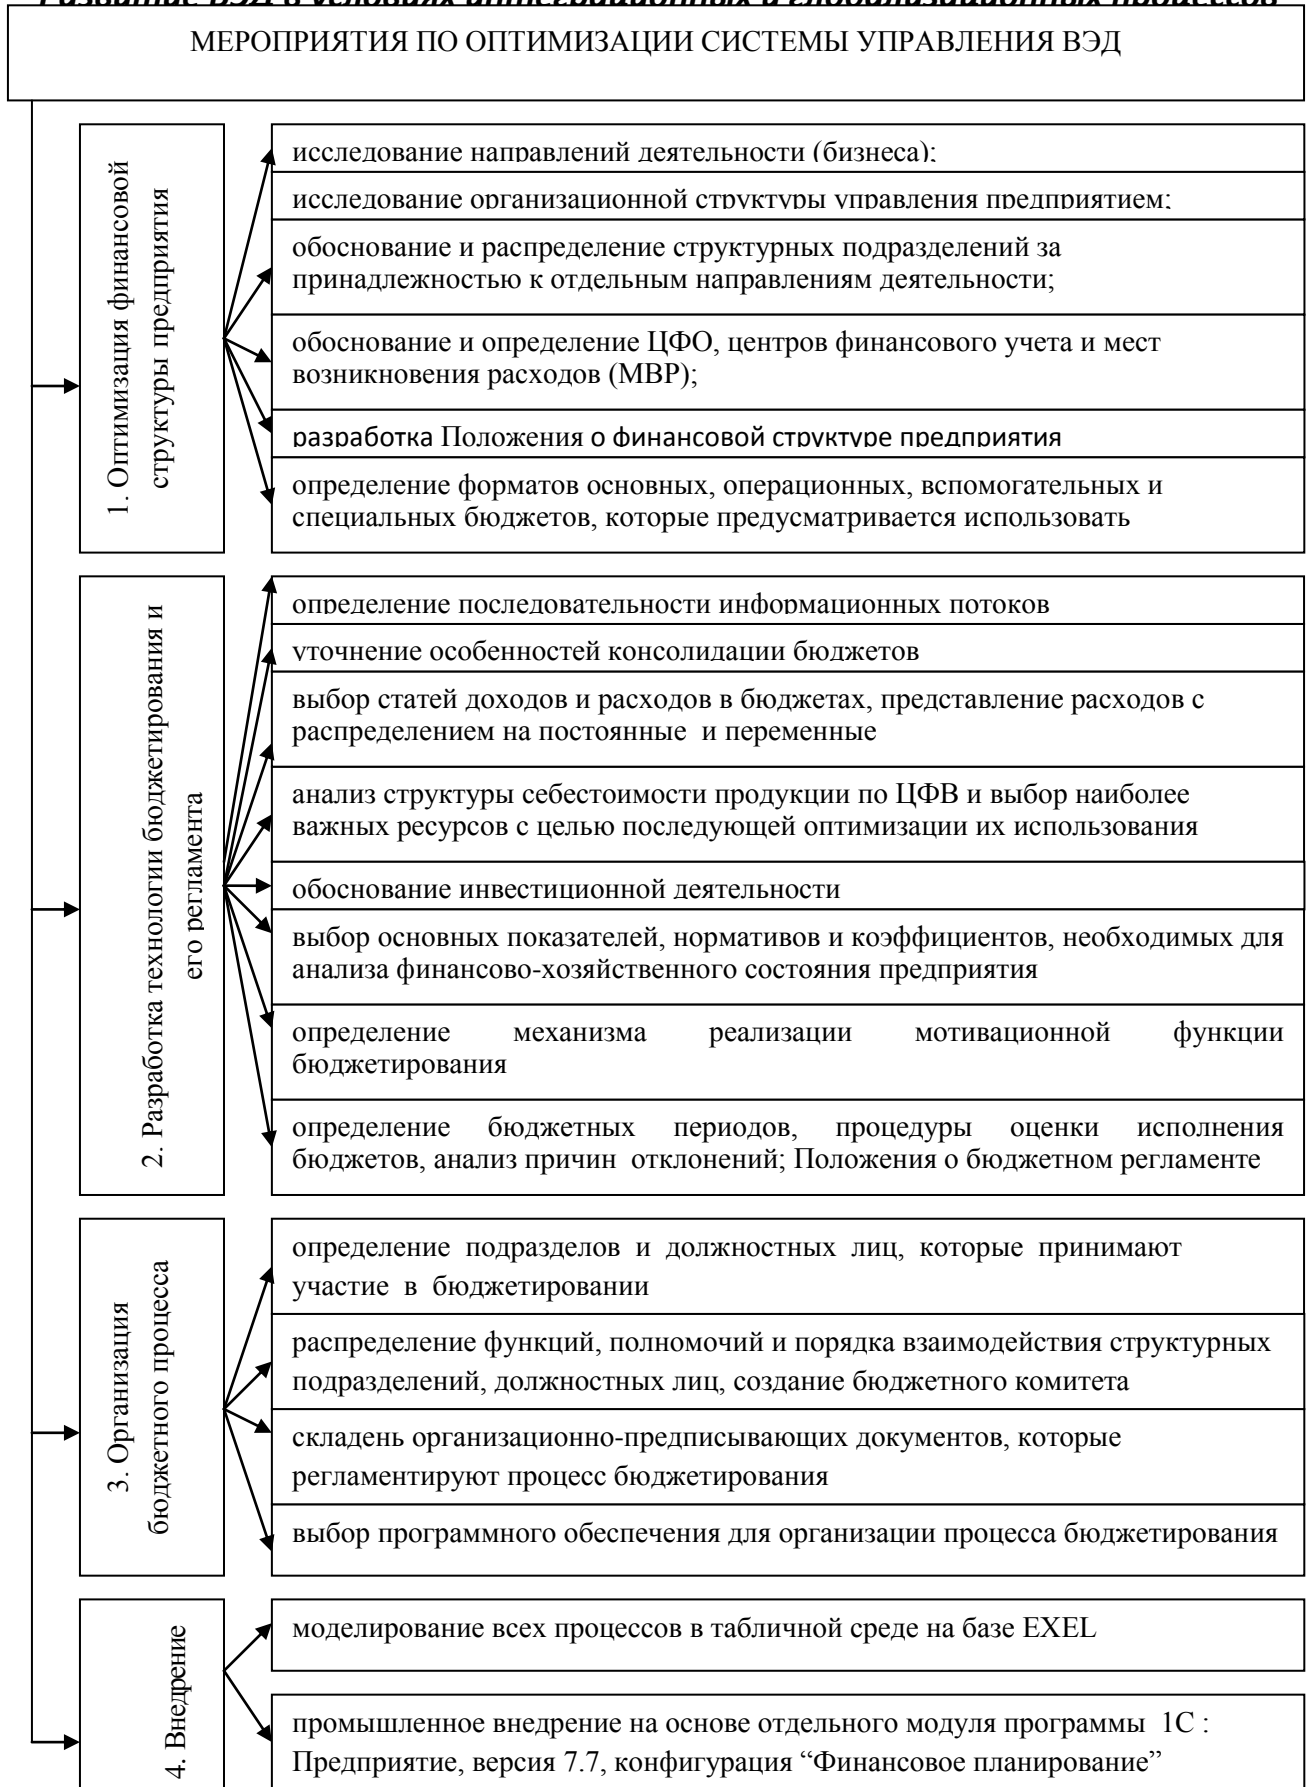 Развитие ВЭД в условиях интеграционных и глобализационных процессов
МЕРОПРИЯТИЯ ПО ОПТИМИЗАЦИИ СИСТЕМЫ УПРАВЛЕНИЯ ВЭД
1. Оптимизация финансовой
структуры предприятия
исследование направлений деятельности (бизнеса);
исследование организационной структуры управления предприятием;
обоснование и распределение структурных подразделений за
принадлежностью к отдельным направлениям деятельности;
обоснование и определение ЦФО, центров финансового учета и мест
возникновения расходов (МВР);
разработка Положения о финансовой структуре предприятия
определение форматов основных, операционных, вспомогательных и
специальных бюджетов, которые предусматривается использовать
2. Разработка технологии бюджетирования и
его регламента
определение последовательности информационных потоков
уточнение особенностей консолидации бюджетов
выбор статей доходов и расходов в бюджетах, представление расходов с
распределением на постоянные и переменные
анализ структуры себестоимости продукции по ЦФВ и выбор наиболее
важных ресурсов с целью последующей оптимизации их использования
обоснование инвестиционной деятельности
выбор основных показателей, нормативов и коэффициентов, необходимых для
анализа финансово-хозяйственного состояния предприятия
определение механизма реализации мотивационной функции
бюджетирования
определение бюджетных периодов, процедуры оценки исполнения
бюджетов, анализ причин отклонений; Положения о бюджетном регламенте
3. Организация
бюджетного процесса
определение подразделов и должностных лиц, которые принимают
участие в бюджетировании
распределение функций, полномочий и порядка взаимодействия структурных
подразделений, должностных лиц, создание бюджетного комитета
складень организационно-предписывающих документов, которые
регламентируют процесс бюджетирования
выбор программного обеспечения для организации процесса бюджетирования
4. Внедрение
моделирование всех процессов в табличной среде на базе EXEL
промышленное внедрение на основе отдельного модуля программы 1С :
Предприятие, версия 7.7, конфигурация “Финансовое планирование”